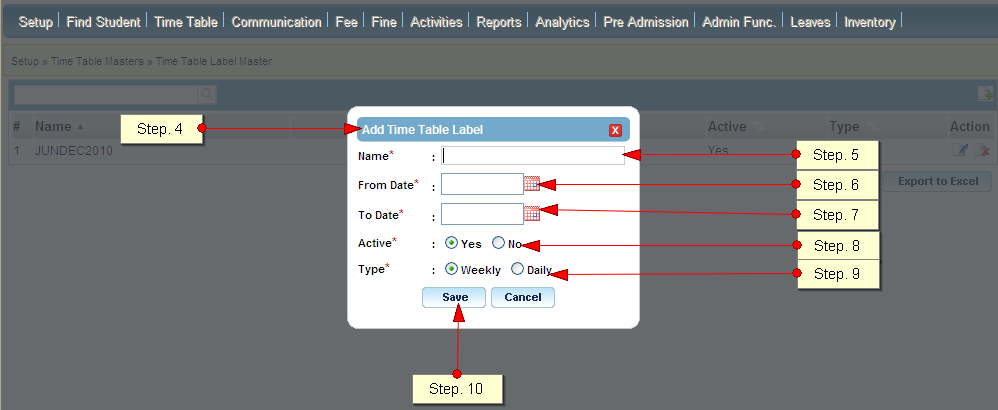 Setup Find Student Time Table Communication Fee Fine Activities Reports Analytics Pre Admission Admin Func. Leaves Inventory
Setup » Time Table Masters » Time Table Label Master
# Name Active Type Action
1 JUNDEC2010 Yes
Export to Excel
Step. 4
Add Time Table Label X
Name* :
Step. 5
From Date* :
Step. 6
To Date* :
Step. 7
Active* : Yes No
Step. 8
Type* : Weekly Daily
Step. 9
Save Cancel
Step. 10